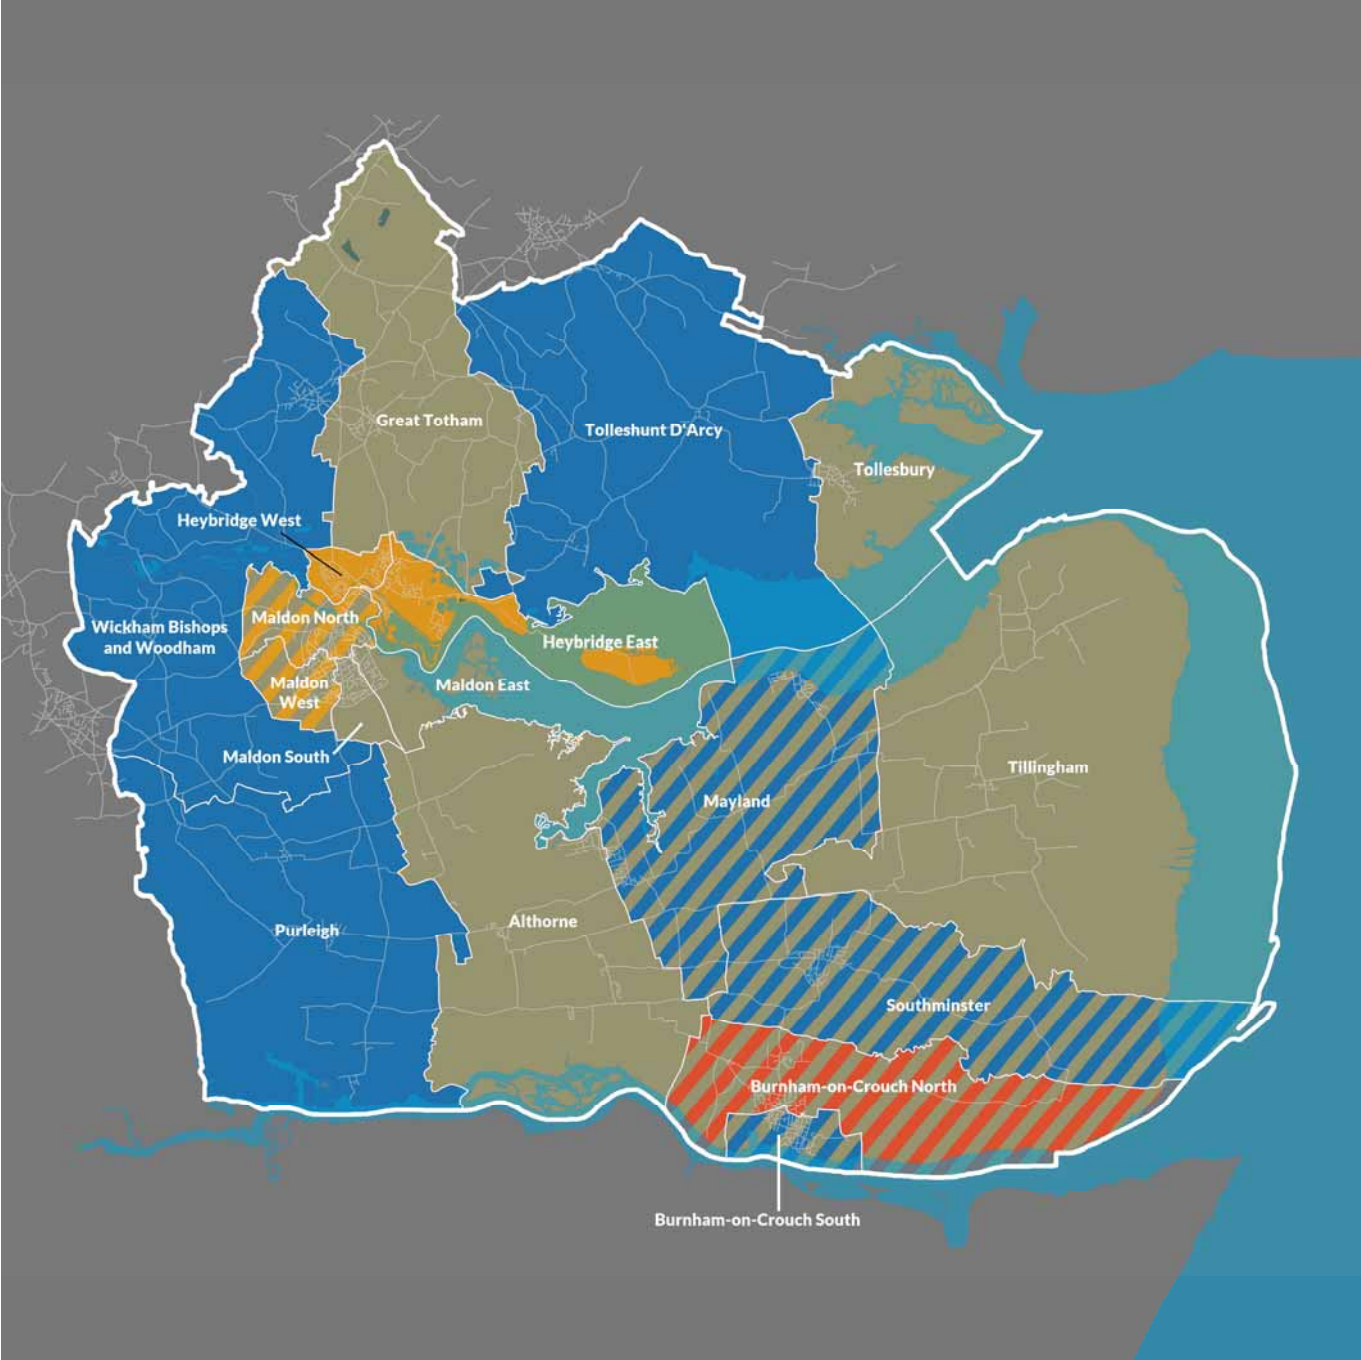 Great Totham
Tolleshunt D'Arcy
Tollesbury
Heybridge West
Maldon North
Wickham Bishops
and Woodham
Heybridge East
Maldon
West
Maldon East
Maldon South
Tillingham
Mayland
Althorne
Purleigh
Southminster
Burnham-on-Crouch North
Burnham-on-Crouch South